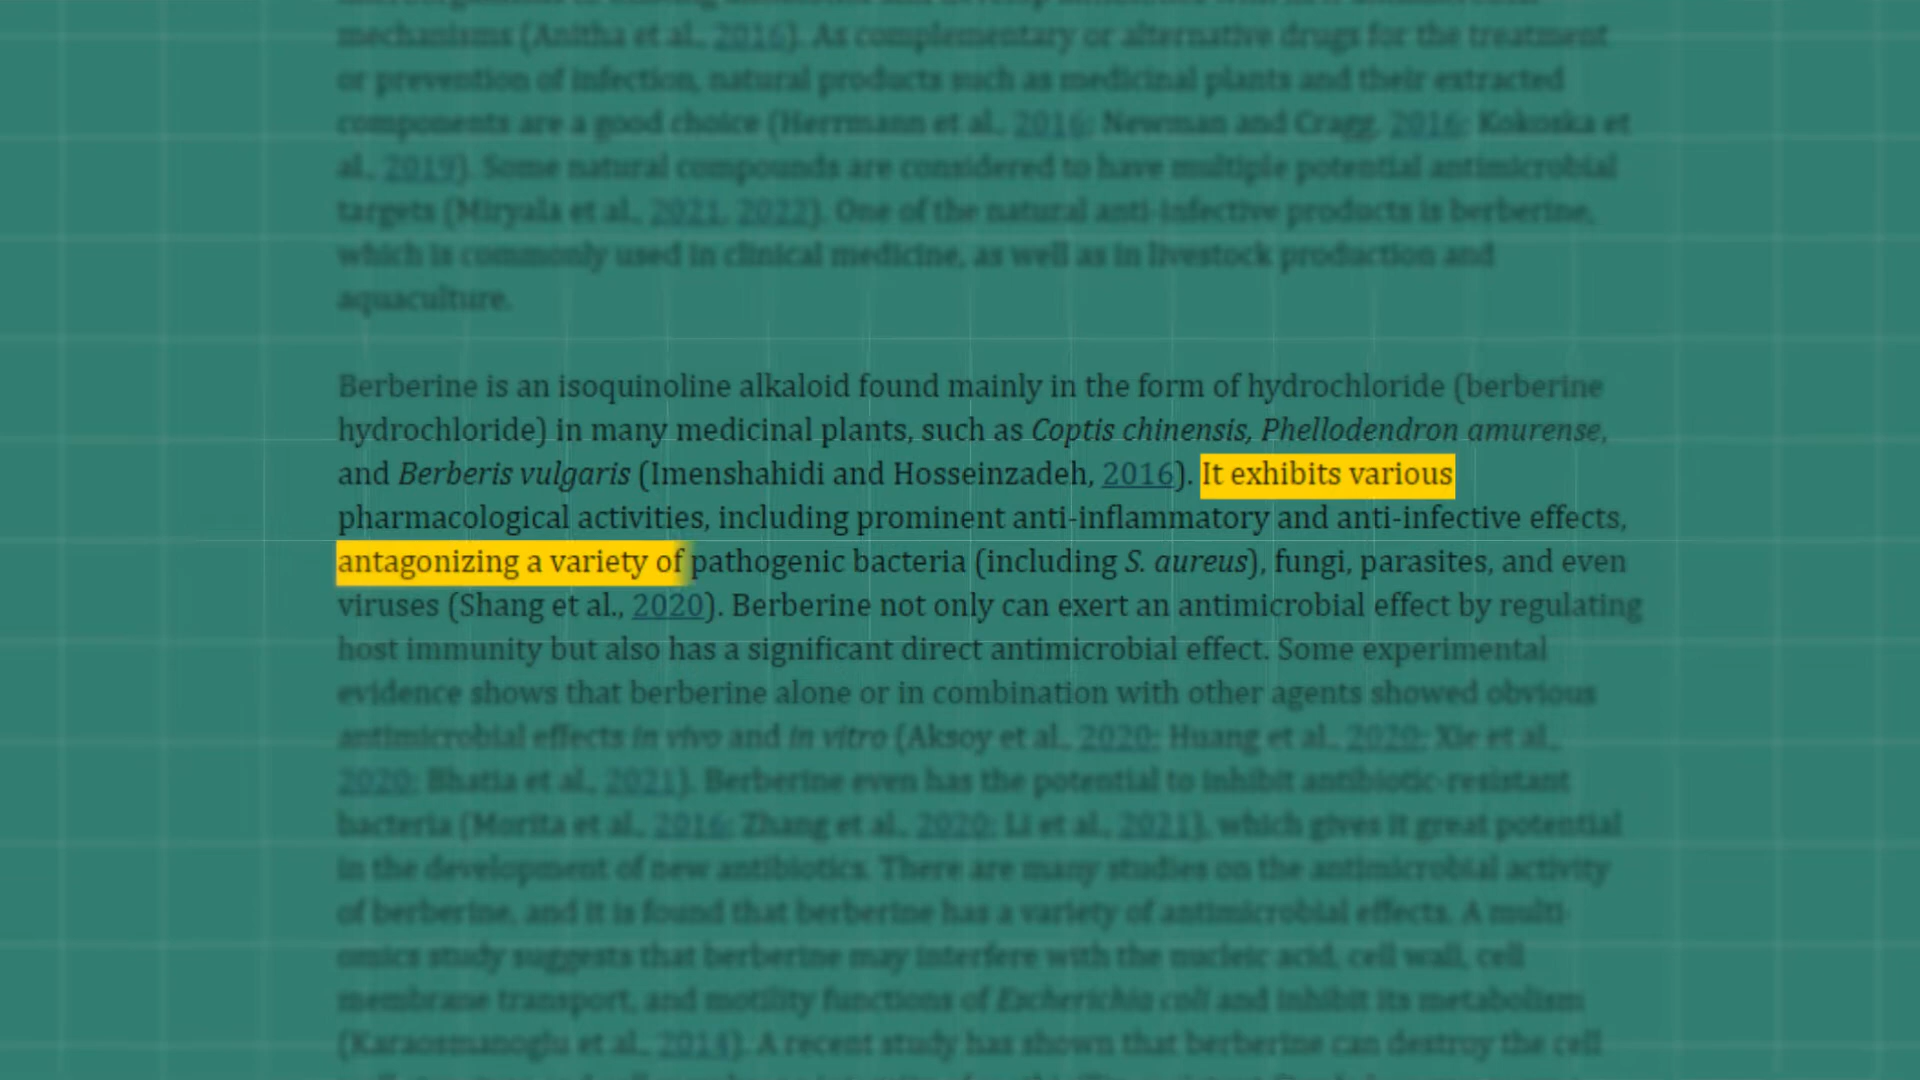 mechanisms (Anitha et al., 2016). As complementary or alternative drugs for the treatment
or prevention of infection, natural products such as medicinal plants and their extracted
components are a good choice (Herrmann et al., 2016; Newman and Cragg, 2016; Kokoska et
al., 2019). Some natural compounds are considered to have multiple potential antimicrobial
targets (Miryala et al., 2021, 2022). One of the natural anti-infective products is berberine,
which is commonly used in clinical medicine, as well as in livestock production and
aquaculture.
Berberine is an isoquinoline alkaloid found mainly in the form of hydrochloride (berberine
hydrochloride) in many medicinal plants, such as Coptis chinensis, Phellodendron amurense,
and Berberis vulgaris (Imenshahidi and Hosseinzadeh, 2016). It exhibits various
pharmacological activities, including prominent anti-inflammatory and anti-infective effects,
antagonizing a variety of pathogenic bacteria (including S. aureus), fungi, parasites, and even
viruses (Shang et al., 2020). Berberine not only can exert an antimicrobial effect by regulating
host immunity but also has a significant direct antimicrobial effect. Some experimental
evidence shows that berberine alone or in combination with other agents showed obvious
antimicrobial effects in vivo and in vitro (Aksoy et al., 2020; Huang et al., 2020; Xie et al.,
2020; Bhatia et al., 2021). Berberine even has the potential to inhibit antibiotic-resistant
bacteria (Morita et al., 2016; Zhang et al., 2020; Li et al., 2021), which gives it great potential
in the development of new antibiotics. There are many studies on the antimicrobial activity
of berberine, and it is found that berberine has a variety of antimicrobial effects. A multi-
omics study suggests that berberine may interfere with the nucleic acid, cell wall, cell
membrane transport, and motility functions of Escherichia coli and inhibit its metabolism
(Karaosmanoglu et al., 2014). A recent study has shown that berberine can destroy the cell